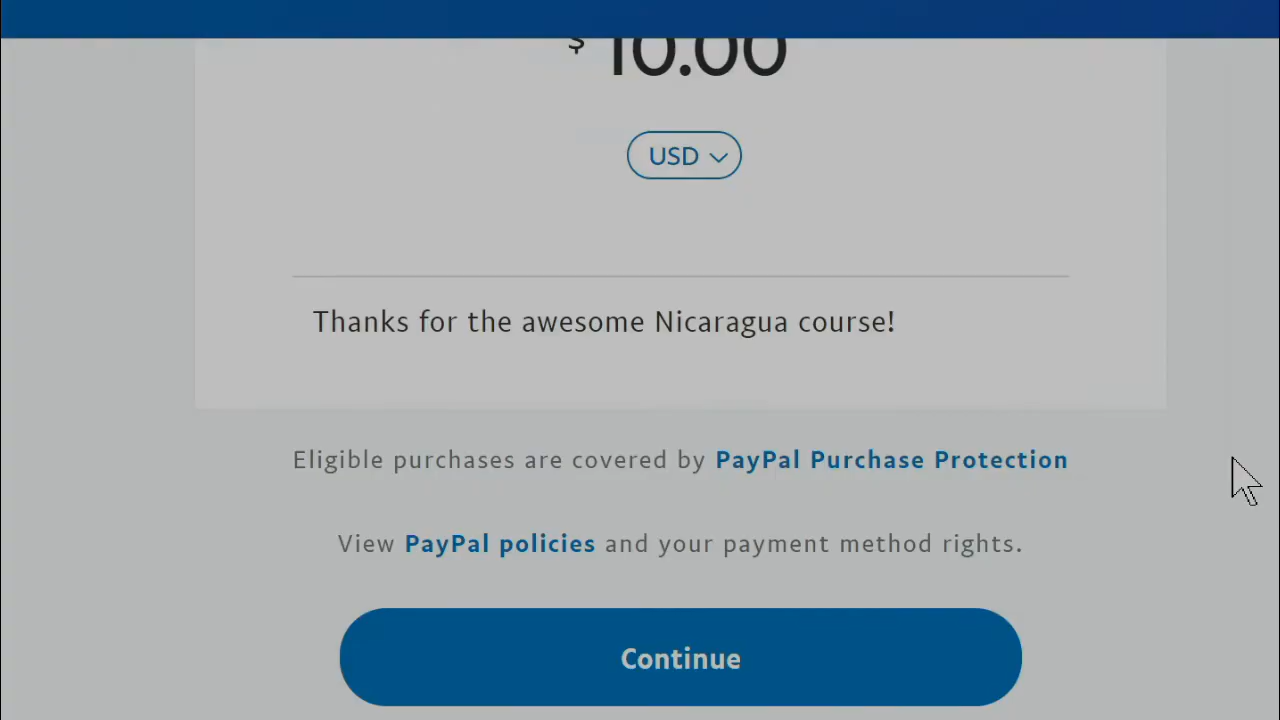 $ 10.00
USD
Thanks for the awesome Nicaragua course!
Eligible purchases are covered by PayPal Purchase Protection
View PayPal policies and your payment method rights.
Continue